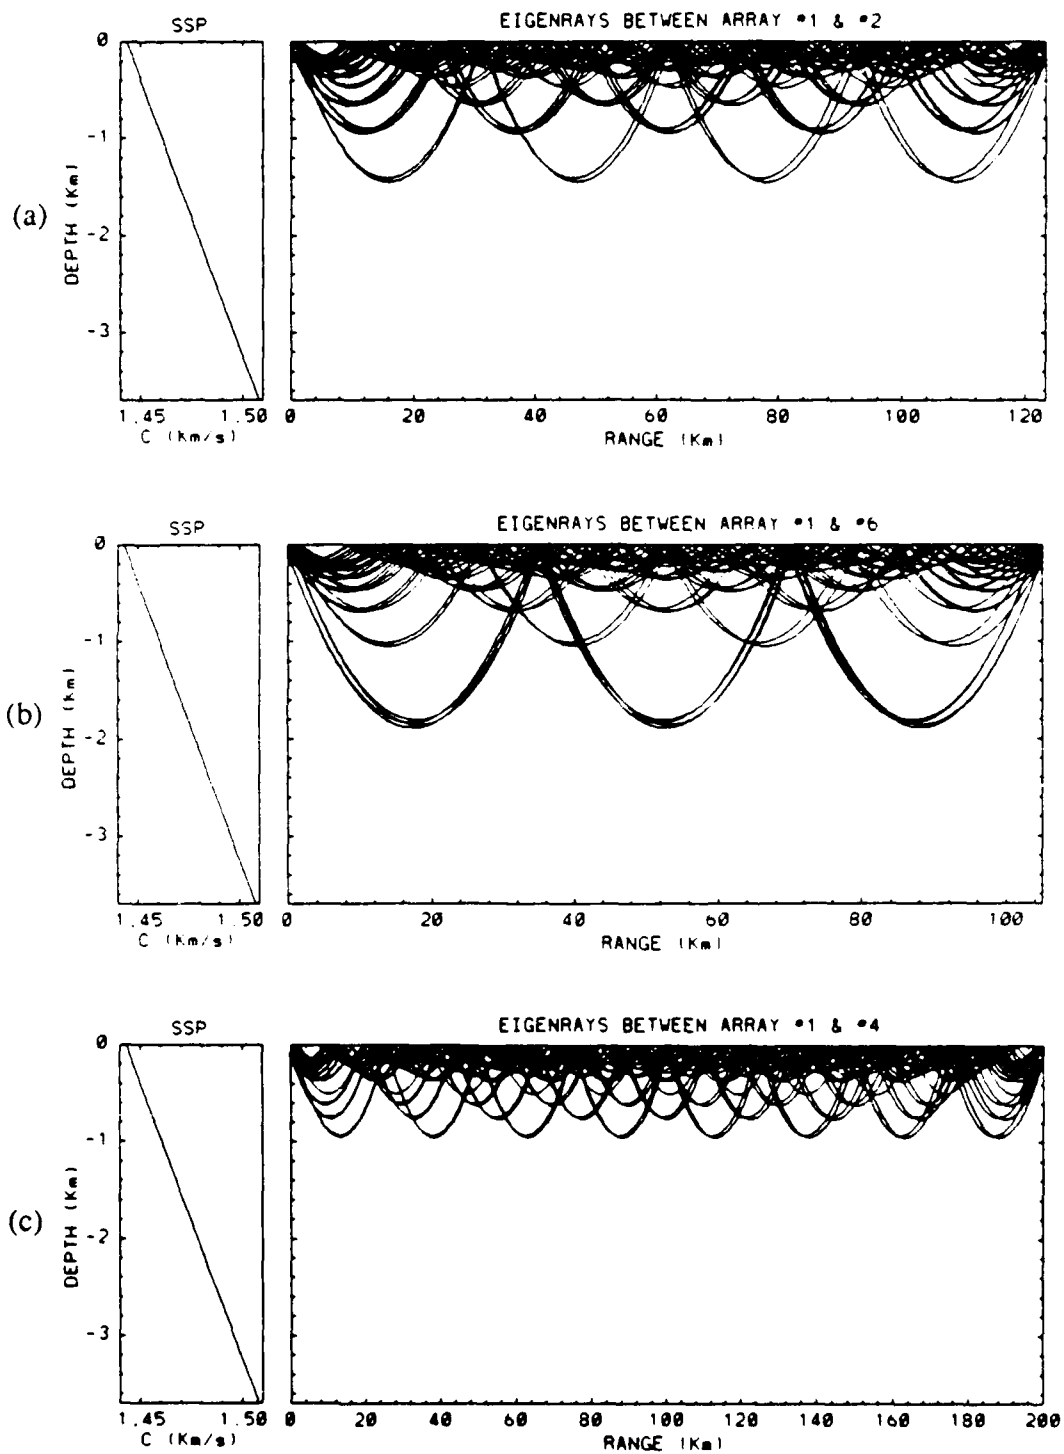 SSP
EIGENRAYS BETWEEN ARRAY #1 & #2
(a)
DEPTH (Km)
0
-1
-2
-3
1.45 1.50
C (Km/s)
0 20 40 60 80 100 120
RANGE (Km)
SSP
EIGENRAYS BETWEEN ARRAY #1 & #6
(b)
DEPTH (Km)
0
-1
-2
-3
1.45 1.50
C (Km/s)
0 20 40 60 80 100
RANGE (Km)
SSP
EIGENRAYS BETWEEN ARRAY #1 & #4
(c)
DEPTH (Km)
0
-1
-2
-3
1.45 1.50
C (Km/s)
0 20 40 60 80 100 120 140 160 180 200
RANGE (Km)